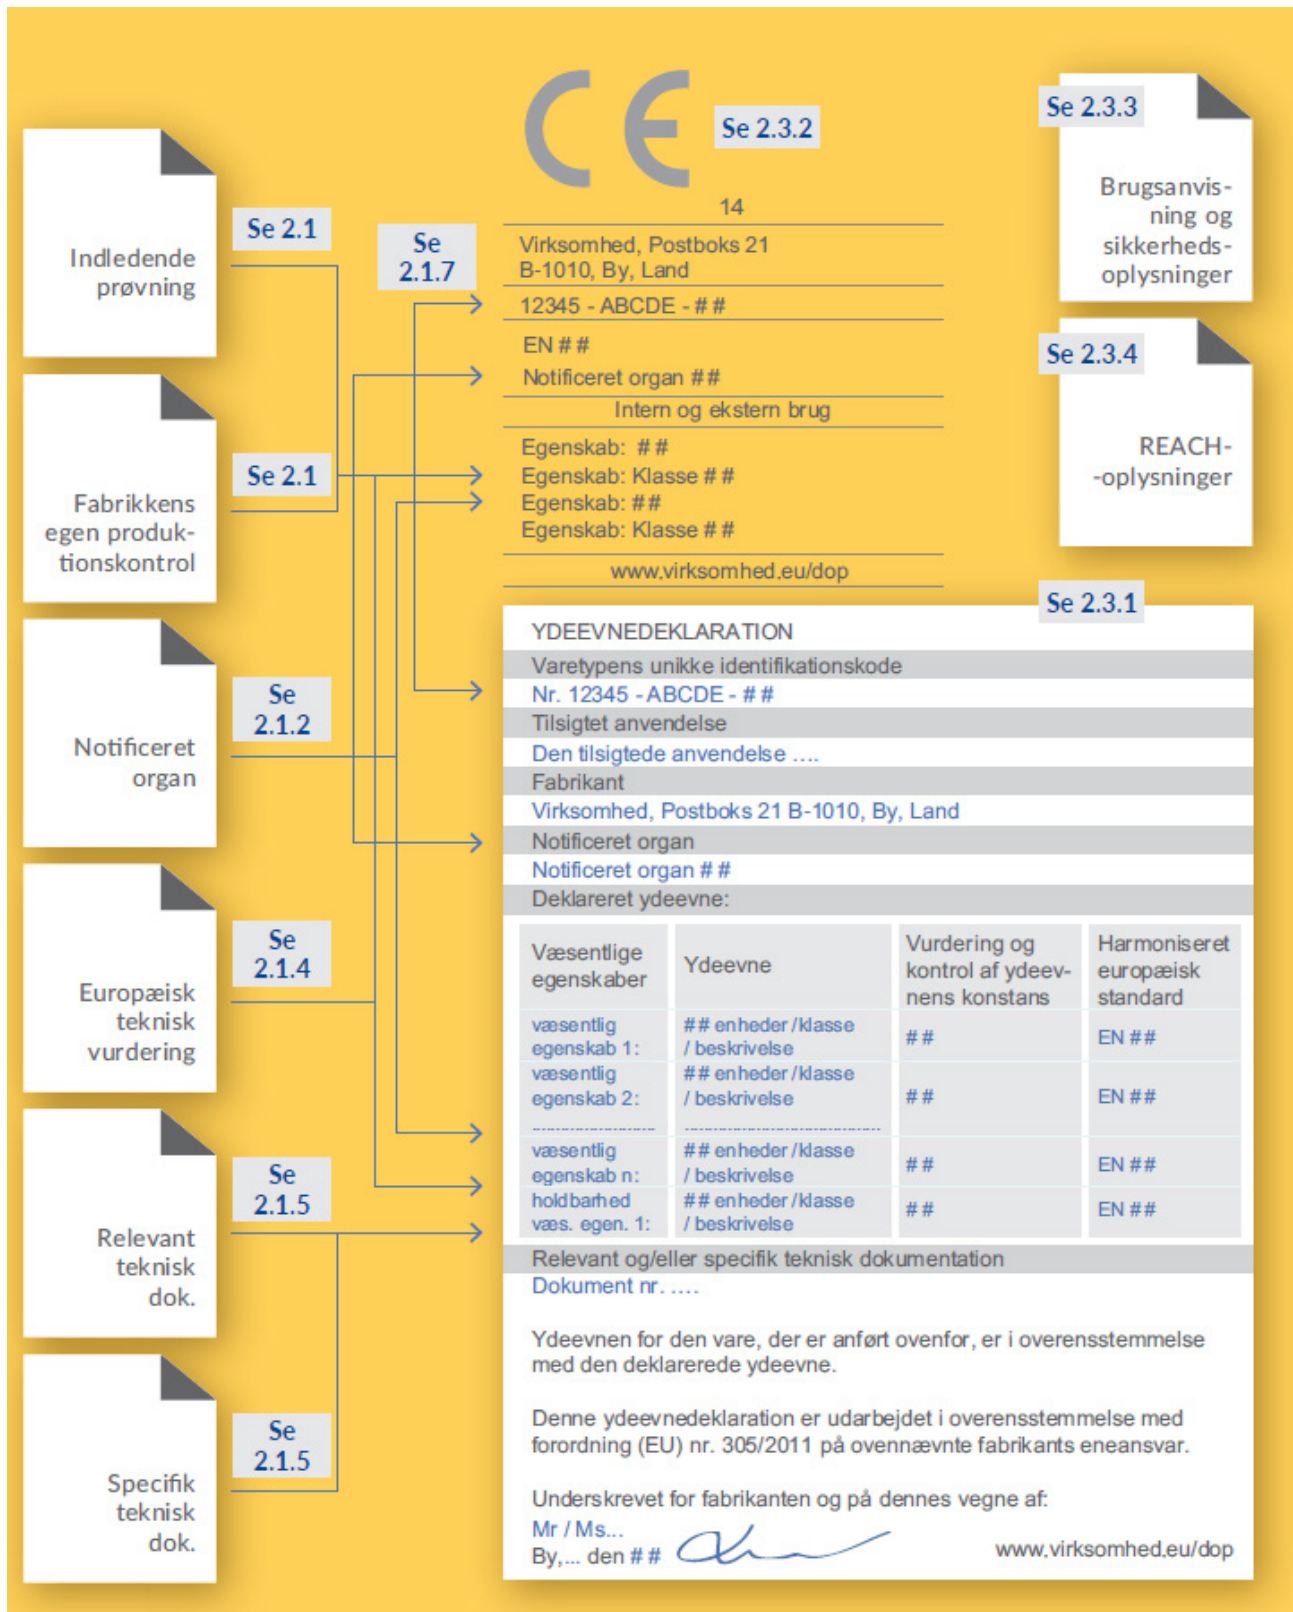 CE
Se 2.3.2
14
Virksomhed, Postboks 21
B-1010, By, Land
12345 - ABCDE - # #
EN # #
Notificeret organ ##
Intern og ekstern brug
Egenskab: # #
Egenskab: Klasse # #
Egenskab: ##
Egenskab: Klasse # #
www.virksomhed.eu/dop
Se 2.3.3
Brugsanvis-
ning og
sikkerheds-
oplysninger
Se 2.3.4
REACH-
-oplysninger
Indledende
prøvning
Se 2.1
Se
2.1.7
Fabrikkens
egen produk-
tionskontrol
Se 2.1
Notificeret
organ
Se
2.1.2
Europæisk
teknisk
vurdering
Se
2.1.4
Relevant
teknisk
dok.
Se
2.1.5
Specifik
teknisk
dok.
Se
2.1.5
Se 2.3.1
YDEEVNEDEKLARATION
Varetypens unikke identifikationskode
Nr. 12345 - ABCDE - # #
Tilsigtet anvendelse
Den tilsigtede anvendelse ....
Fabrikant
Virksomhed, Postboks 21 B-1010, By, Land
Notificeret organ
Notificeret organ # #
Deklareret ydeevne:
Væsentlige
egenskaber
Ydeevne
Vurdering og
kontrol af ydeev-
nens konstans
Harmoniseret
europæisk
standard
væsentlig
egenskab 1:
# # enheder /klasse
/ beskrivelse
# #
EN # #
væsentlig
egenskab 2:
# # enheder /klasse
/ beskrivelse
# #
EN # #
væsentlig
egenskab n:
# # enheder /klasse
/ beskrivelse
# #
EN # #
holdbarhed
væs. egen. 1:
# # enheder /klasse
/ beskrivelse
# #
EN # #
Relevant og/eller specifik teknisk dokumentation
Dokument nr. ....
Ydeevnen for den vare, der er anført ovenfor, er i overensstemmelse
med den deklarerede ydeevne.
Denne ydeevnedeklaration er udarbejdet i overensstemmelse med
forordning (EU) nr. 305/2011 på ovennævnte fabrikants eneansvar.
Underskrevet for fabrikanten og på dennes vegne af:
Mr / Ms...
By,... den # #
www.virksomhed.eu/dop